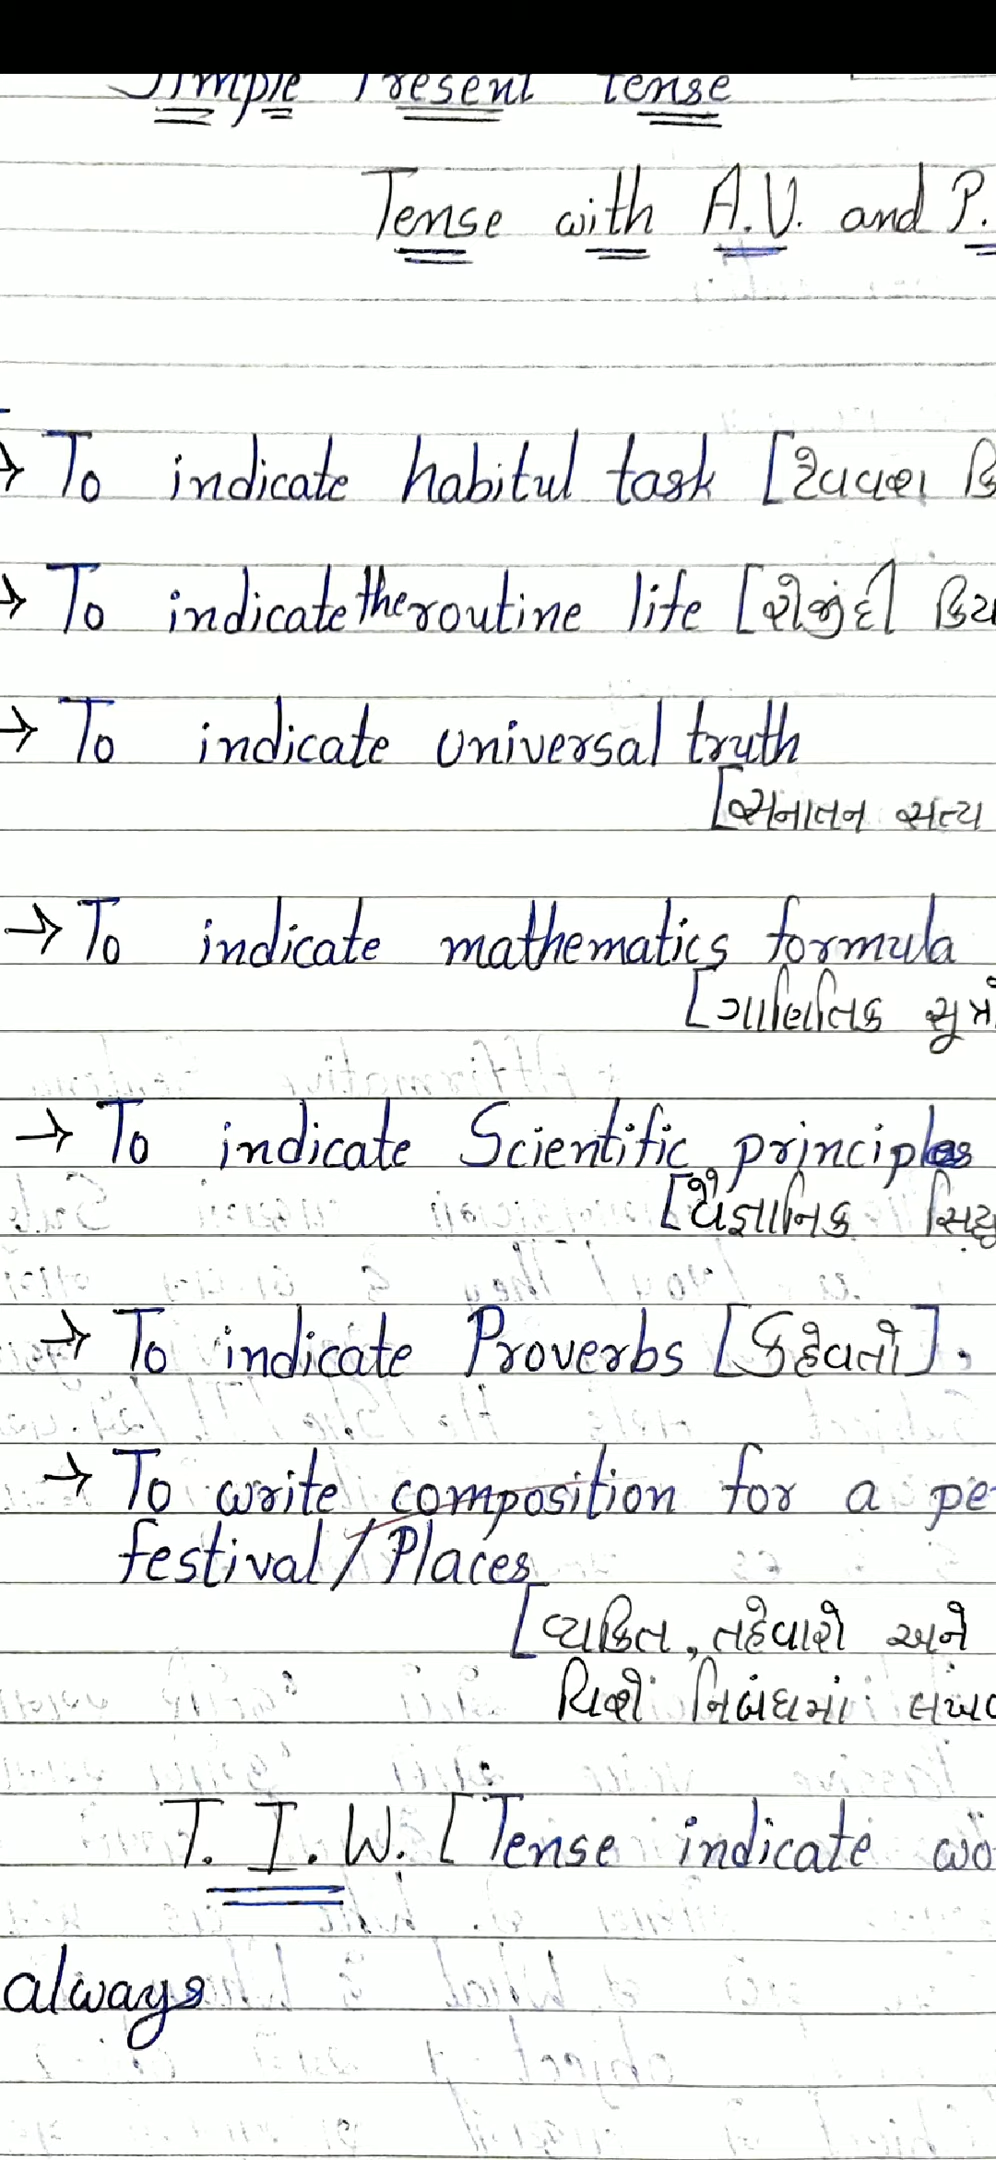 Simple Present Tense
Tense with A.V. and P.
→ To indicate habitul task [ટેવવશ
→ To indicate the routine life [રોજીંદી
→ To indicate universal truth
[સનાતન સત્ય
→ To indicate mathematics formula
[ગાણિતિક સુત્રો
→ To indicate Scientific principles
[વૈજ્ઞાનિક
→ To indicate Proverbs [કહેવતો].
→ To write composition for a
festival / Places
[વ્યકિત, તહેવારો અને
નિબંધમાં
T. I. W. [Tense indicate
always